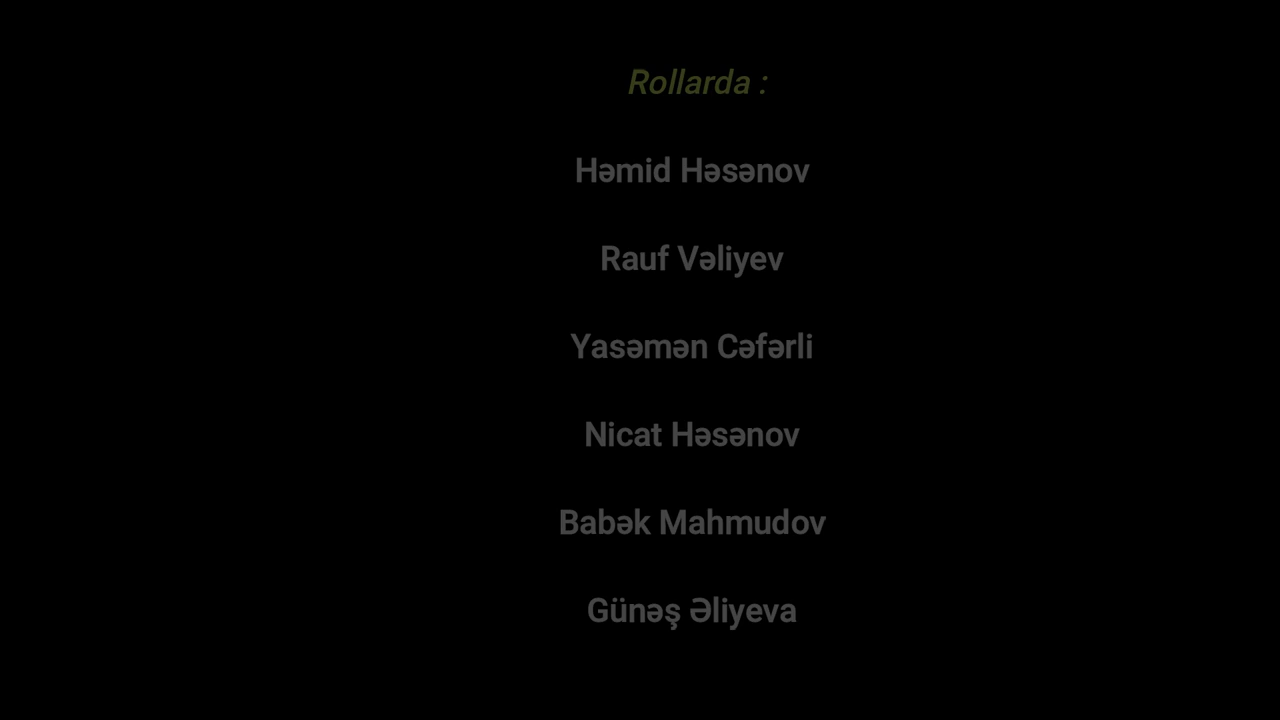 Rollarda :
Həmid Həsənov
Rauf Vəliyev
Yasəmən Cəfərli
Nicat Həsənov
Babək Mahmudov
Günəş Əliyeva